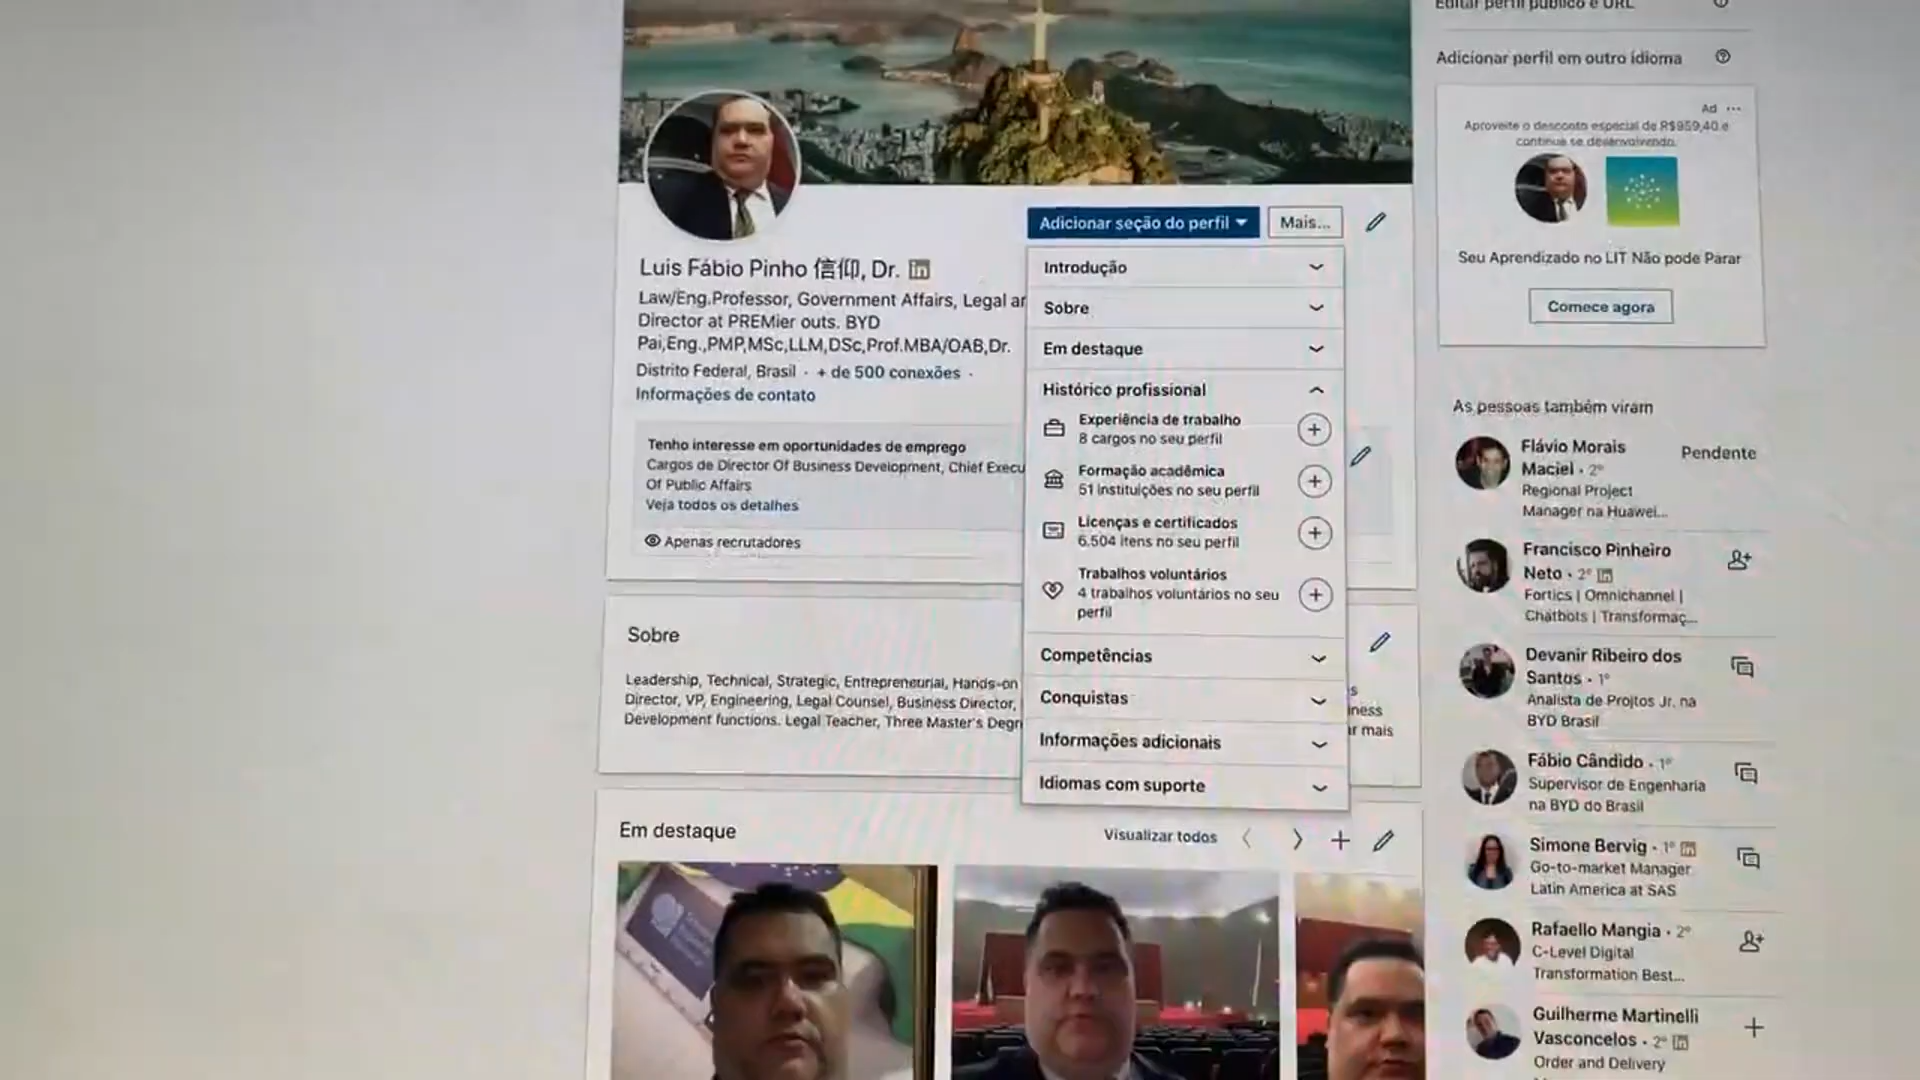 Editar perfil público e URL
Adicionar perfil em outro idioma
Ad ...
Aproveite o desconto especial de R$959,40 e
continue se desenvolvendo.
Seu Aprendizado no LIT Não pode Parar
Comece agora
Adicionar seção do perfil
Mais...
Luis Fábio Pinho 信仰, Dr. in
Law/Eng.Professor, Government Affairs, Legal
Director at PREMier outs. BYD
Pai,Eng.,PMP,MSc,LLM,DSc,Prof.MBA/OAB,Dr.
Distrito Federal, Brasil · + de 500 conexões ·
Informações de contato
Tenho interesse em oportunidades de emprego
Cargos de Director Of Business Development, Chief Execu
Of Public Affairs
Veja todos os detalhes
Apenas recrutadores
Introdução
Sobre
Em destaque
Histórico profissional
Experiência de trabalho
8 cargos no seu perfil
Formação acadêmica
51 instituições no seu perfil
Licenças e certificados
6.504 itens no seu perfil
Trabalhos voluntários
4 trabalhos voluntários no seu
perfil
Competências
Conquistas
Informações adicionais
Idiomas com suporte
Sobre
Leadership, Technical, Strategic, Entrepreneurial, Hands-on
Director, VP, Engineering, Legal Counsel, Business Director,
iness
Development functions. Legal Teacher, Three Master's Degr
ar mais
Em destaque
Visualizar todos
As pessoas também viram
Flávio Morais
Maciel · 2º
Pendente
Regional Project
Manager na Huawei...
Francisco Pinheiro
Neto · 2º in
Fortics | Omnichannel |
Chatbots | Transformaç...
Devanir Ribeiro dos
Santos · 1º
Analista de Projtos Jr. na
BYD Brasil
Fábio Cândido · 1º
Supervisor de Engenharia
na BYD do Brasil
Simone Bervig · 1º in
Go-to-market Manager
Latin America at SAS
Rafaello Mangia · 2º
C-Level Digital
Transformation Best...
Guilherme Martinelli
Vasconcelos · 2º in
Order and Delivery